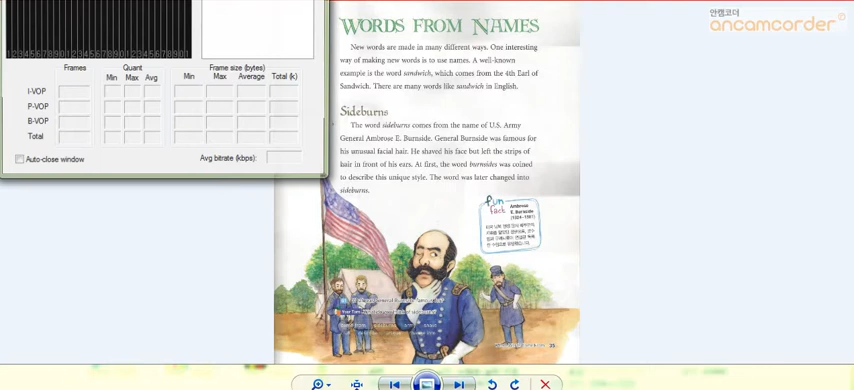 1234567890123456789012345678901
Frames
Quant
Min Max Avg
Frame size (bytes)
Min Max Average Total (k)
I-VOP
P-VOP
B-VOP
Total
Auto-close window
Avg bitrate (kbps):
안캠코더
ancamcorder
WORDS FROM NAMES
New words are made in many different ways. One interesting
way of making new words is to use names. A well-known
example is the word sandwich, which comes from the 4th Earl of
Sandwich. There are many words like sandwich in English.
Sideburns
The word sideburns comes from the name of U.S. Army
General Ambrose E. Burnside. General Burnside was famous for
his unusual facial hair. He shaved his face but left the strips of
hair in front of his ears. At first, the word burnsides was coined
to describe this unique style. The word was later changed into
sideburns.
fun
fact
Ambrose
E. Burnside
(1824-1881)
Your Turn
35